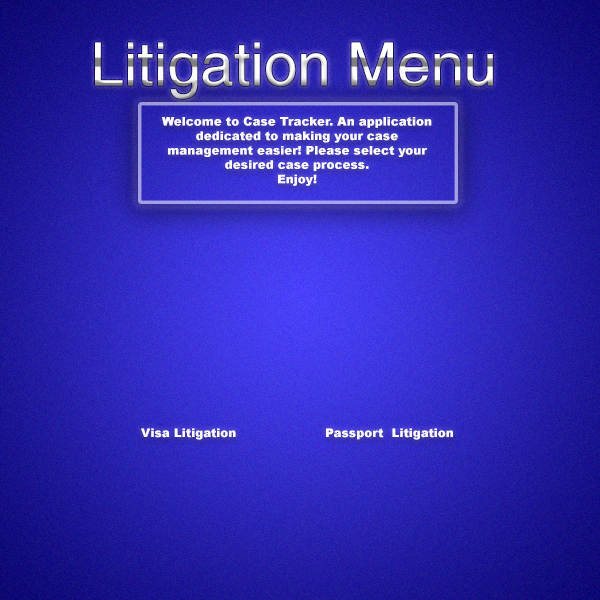 Litigation Menu
Welcome to Case Tracker. An application
dedicated to making your case
management easier! Please select your
desired case process.
Enjoy!
Visa Litigation
Passport  Litigation